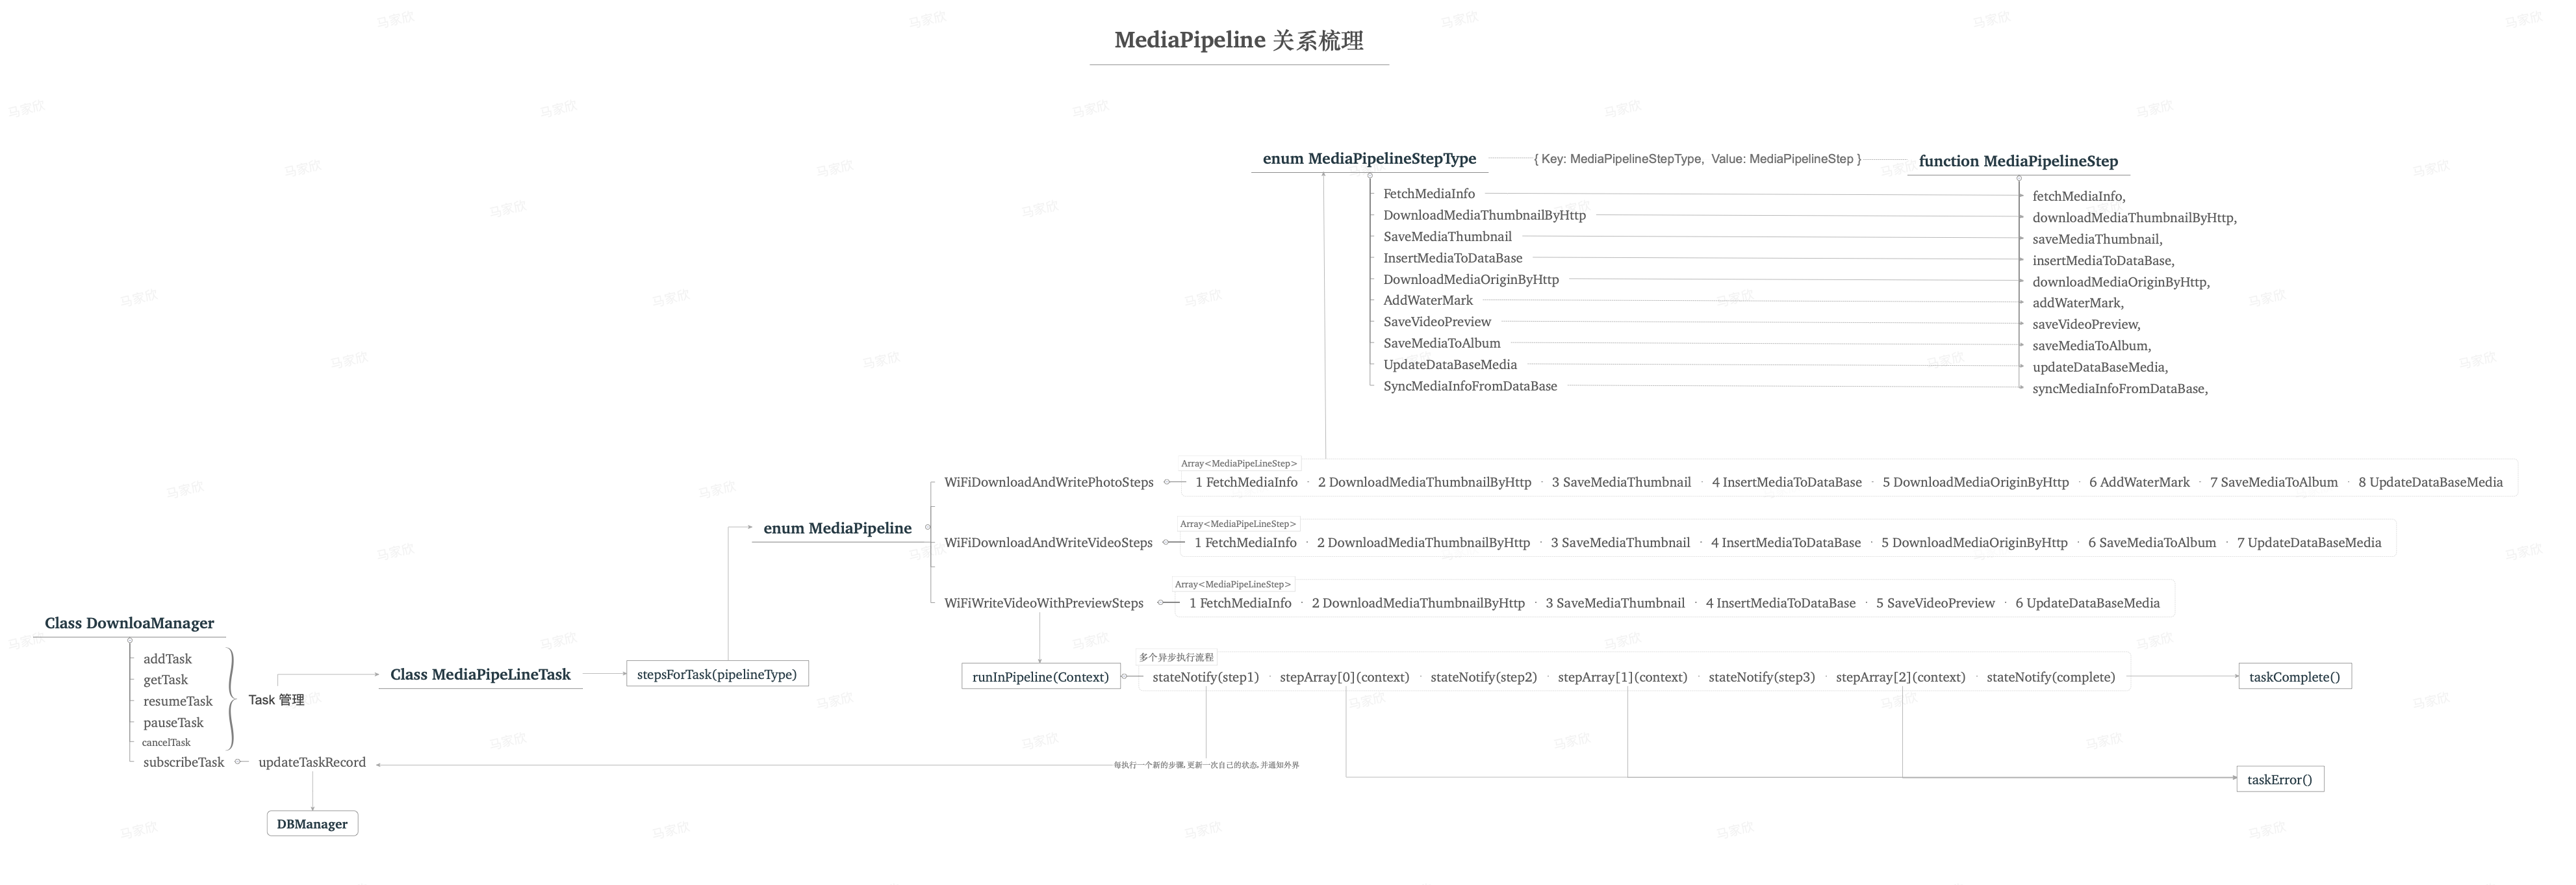 MediaPipeline 关系梳理
enum MediaPipelineStepType
{ Key: MediaPipelineStepType, Value: MediaPipelineStep }
function MediaPipelineStep
FetchMediaInfo
fetchMediaInfo,
DownloadMediaThumbnailByHttp
downloadMediaThumbnailByHttp,
SaveMediaThumbnail
saveMediaThumbnail,
InsertMediaToDataBase
insertMediaToDataBase,
DownloadMediaOriginByHttp
downloadMediaOriginByHttp,
AddWaterMark
addWaterMark,
SaveVideoPreview
saveVideoPreview,
SaveMediaToAlbum
saveMediaToAlbum,
UpdateDataBaseMedia
updateDataBaseMedia,
SyncMediaInfoFromDataBase
syncMediaInfoFromDataBase,
enum MediaPipeline
Array<MediaPipeLineStep>
WiFiDownloadAndWritePhotoSteps
1 FetchMediaInfo · 2 DownloadMediaThumbnailByHttp · 3 SaveMediaThumbnail · 4 InsertMediaToDataBase · 5 DownloadMediaOriginByHttp · 6 AddWaterMark · 7 SaveMediaToAlbum · 8 UpdateDataBaseMedia
Array<MediaPipeLineStep>
WiFiDownloadAndWriteVideoSteps
1 FetchMediaInfo · 2 DownloadMediaThumbnailByHttp · 3 SaveMediaThumbnail · 4 InsertMediaToDataBase · 5 DownloadMediaOriginByHttp · 6 SaveMediaToAlbum · 7 UpdateDataBaseMedia
Array<MediaPipeLineStep>
WiFiWriteVideoWithPreviewSteps
1 FetchMediaInfo · 2 DownloadMediaThumbnailByHttp · 3 SaveMediaThumbnail · 4 InsertMediaToDataBase · 5 SaveVideoPreview · 6 UpdateDataBaseMedia
Class DownloaManager
addTask
getTask
resumeTask
pauseTask
cancelTask
Task 管理
subscribeTask
updateTaskRecord
DBManager
Class MediaPipeLineTask
stepsForTask(pipelineType)
runInPipeline(Context)
多个异步执行流程
stateNotify(step1) · stepArray[0](context) · stateNotify(step2) · stepArray[1](context) · stateNotify(step3) · stepArray[2](context) · stateNotify(complete)
taskComplete()
每执行一个新的步骤, 更新一次自己的状态, 并通知外界
taskError()
马家欣